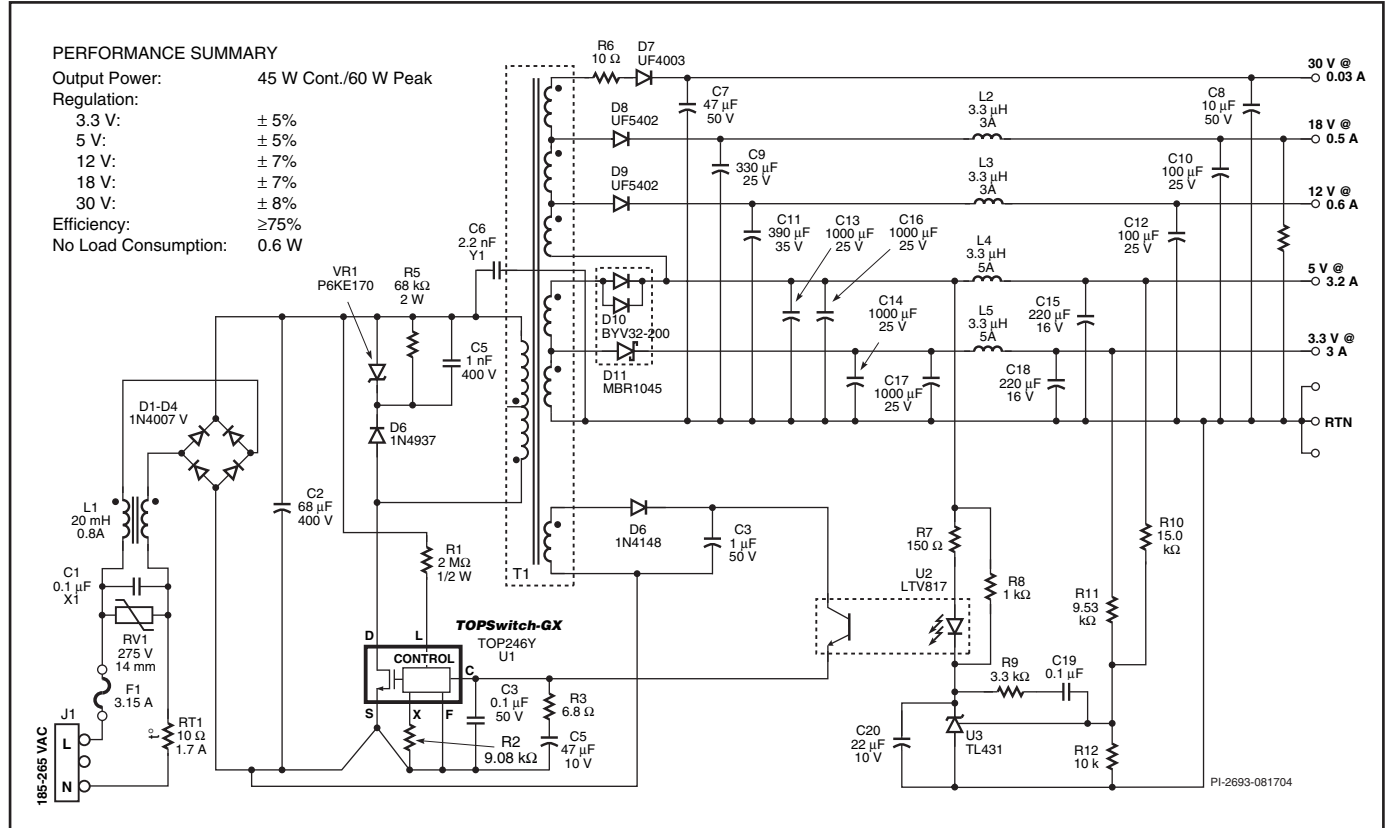 PERFORMANCE SUMMARY
Output Power: 45 W Cont./60 W Peak
Regulation:
3.3 V: ± 5%
5 V: ± 5%
12 V: ± 7%
18 V: ± 7%
30 V: ± 8%
Efficiency: ≥75%
No Load Consumption: 0.6 W
R6
10 Ω
D7
UF4003
C7
47 µF
50 V
L2
3.3 µH
3A
C8
10 µF
50 V
30 V @
0.03 A
D8
UF5402
18 V @
0.5 A
C9
330 µF
25 V
L3
3.3 µH
3A
C10
100 µF
25 V
D9
UF5402
12 V @
0.6 A
C6
2.2 nF
Y1
C11
390 µF
35 V
C13
1000 µF
25 V
C16
1000 µF
25 V
L4
3.3 µH
5A
C12
100 µF
25 V
5 V @
3.2 A
VR1
P6KE170
R5
68 kΩ
2 W
C5
1 nF
400 V
D10
BYV32-200
C14
1000 µF
25 V
L5
3.3 µH
5A
C15
220 µF
16 V
3.3 V @
3 A
D11
MBR1045
C17
1000 µF
25 V
C18
220 µF
16 V
D1-D4
1N4007 V
D6
1N4937
RTN
L1
20 mH
0.8A
C2
68 µF
400 V
R1
2 MΩ
1/2 W
T1
D6
1N4148
C3
1 µF
50 V
R7
150 Ω
R10
15.0
kΩ
C1
0.1 µF
X1
U2
LTV817
R8
1 kΩ
R11
9.53
kΩ
RV1
275 V
14 mm
TOPSwitch-GX
TOP246Y
U1
D
L
CONTROL
C
S
X
F
C3
0.1 µF
50 V
R3
6.8 Ω
C5
47 µF
10 V
R2
9.08 kΩ
R9
3.3 kΩ
C19
0.1 µF
F1
3.15 A
J1
L
N
185-265 VAC
t°
RT1
10 Ω
1.7 A
C20
22 µF
10 V
U3
TL431
R12
10 k
PI-2693-081704